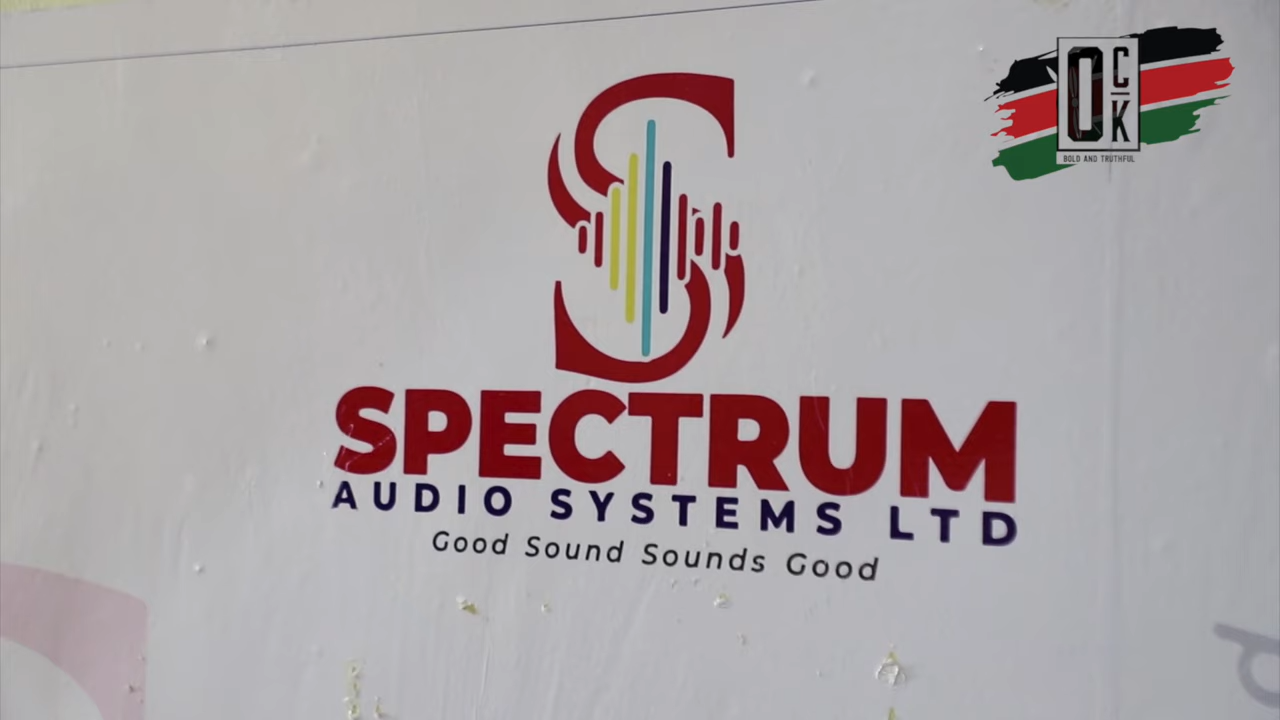 OCK
BOLD AND TRUTHFUL
SPECTRUM
AUDIO SYSTEMS LTD
Good Sound Sounds Good